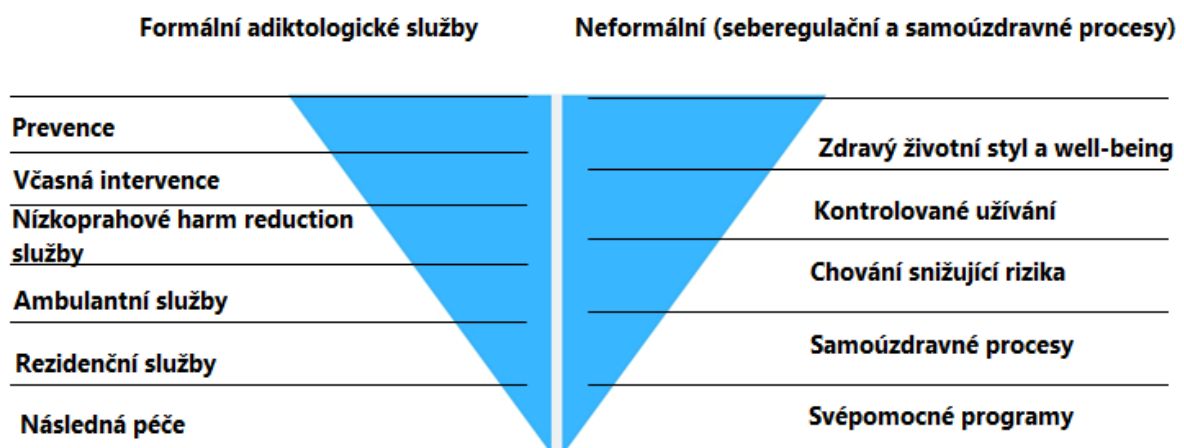 Formální adiktologické služby
Neformální (seberegulační a samoúzdravné procesy)
Prevence
Včasná intervence
Nízkoprahové harm reduction
služby
Ambulantní služby
Rezidenční služby
Následná péče
Zdravý životní styl a well-being
Kontrolované užívání
Chování snižující rizika
Samoúzdravné procesy
Svépomocné programy